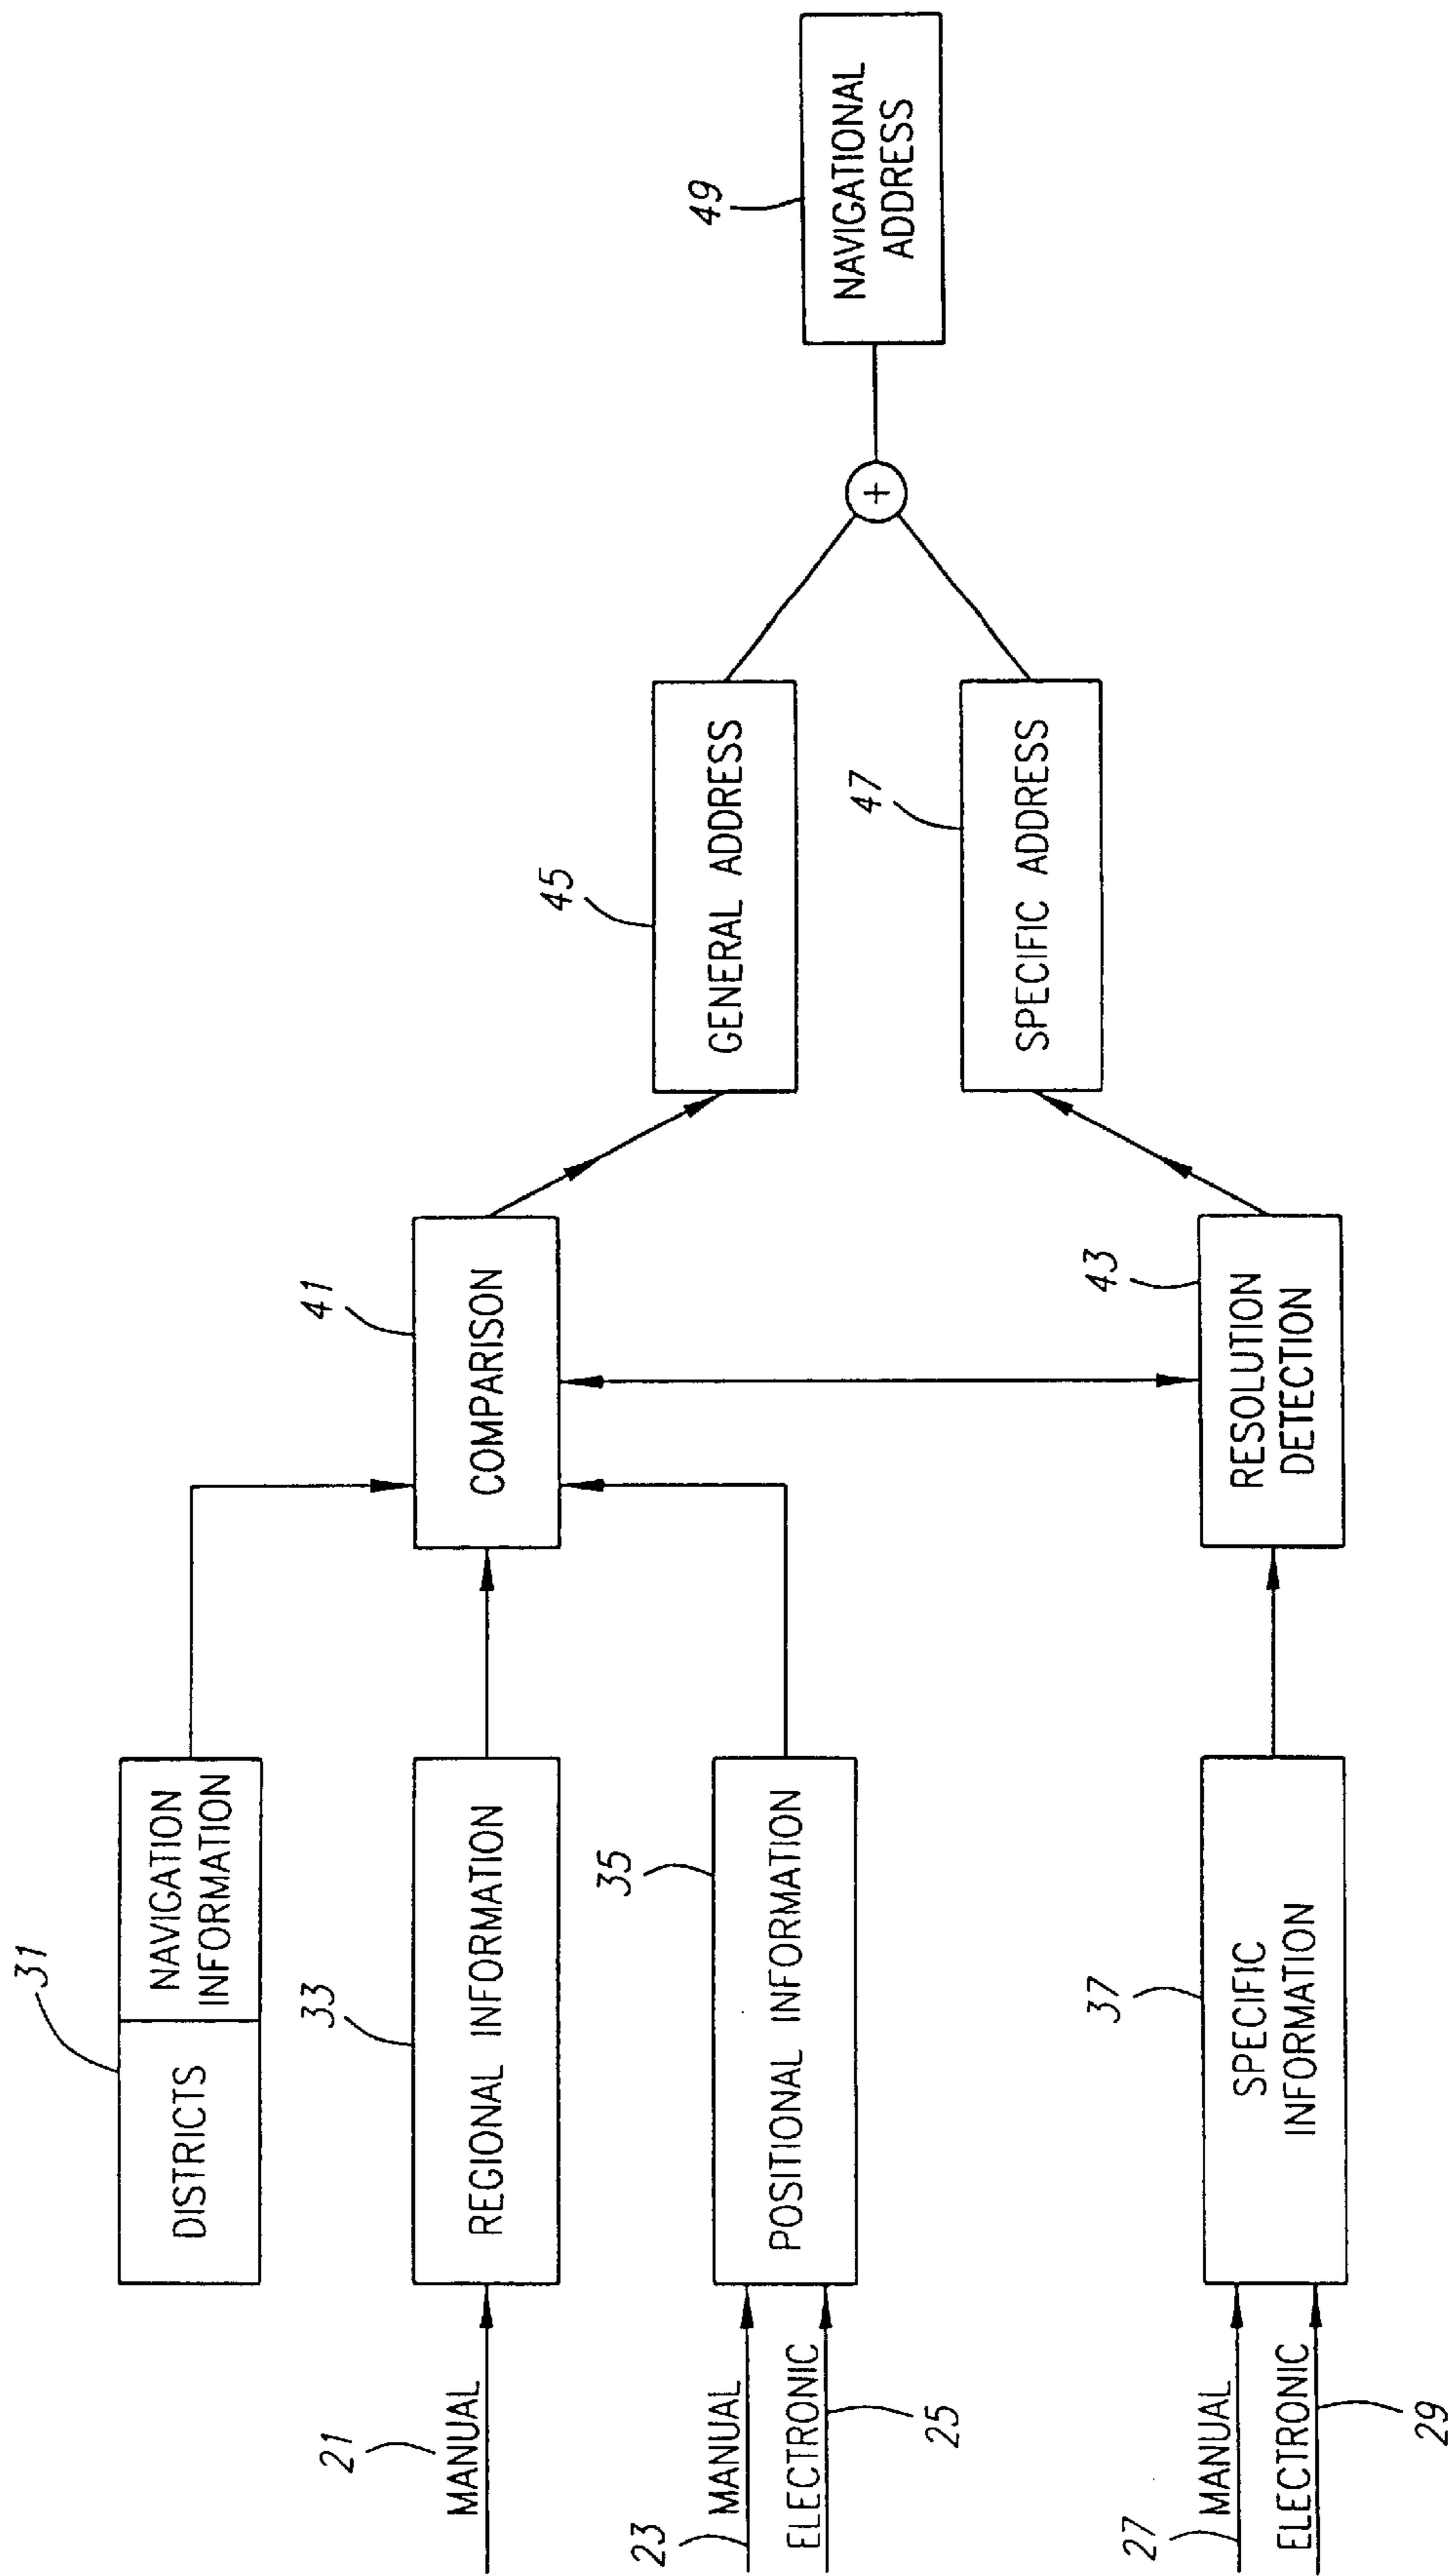 31
DISTRICTS
NAVIGATION
INFORMATION
21
MANUAL
33
REGIONAL INFORMATION
41
COMPARISON
23
MANUAL
ELECTRONIC
25
35
POSITIONAL INFORMATION
45
GENERAL ADDRESS
47
SPECIFIC ADDRESS
+
49
NAVIGATIONAL
ADDRESS
27
MANUAL
ELECTRONIC
29
37
SPECIFIC
INFORMATION
43
RESOLUTION
DETECTION